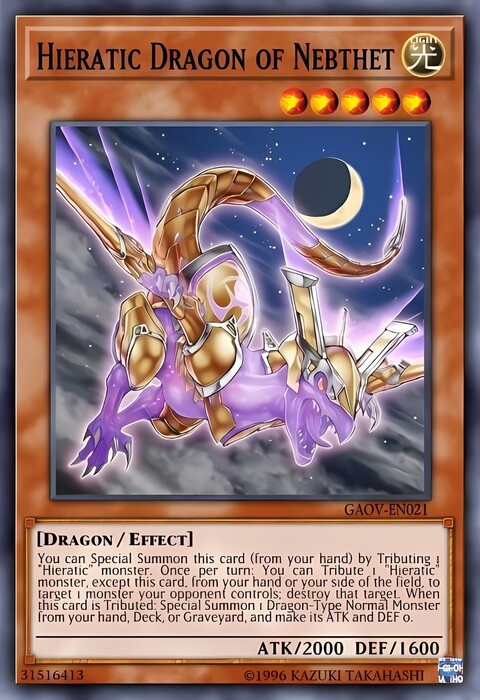 HIERATIC DRAGON OF NEBTHET
LIGHT
光
GAOV-EN021
[DRAGON / EFFECT]
You can Special Summon this card (from your hand) by Tributing 1
"Hieratic" monster. Once per turn: You can Tribute 1 "Hieratic"
monster, except this card, from your hand or your side of the field, to
target 1 monster your opponent controls; destroy that target. When
this card is Tributed: Special Summon 1 Dragon-Type Normal Monster
from your hand, Deck, or Graveyard, and make its ATK and DEF 0.
ATK/2000 DEF/1600
31516413
©1996 KAZUKI TAKAHASHI